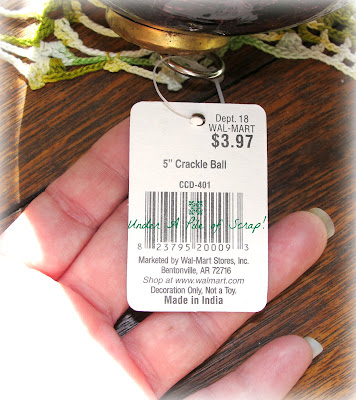 Dept. 18
WAL-MART
$3.97
5" Crackle Ball
CCD-401
Under A Pile of Scrap!
8 23795 20009 3
Marketed by Wal-Mart Stores, Inc.
Bentonville, AR 72716
Shop at www.walmart.com
Decoration Only, Not a Toy.
Made in India